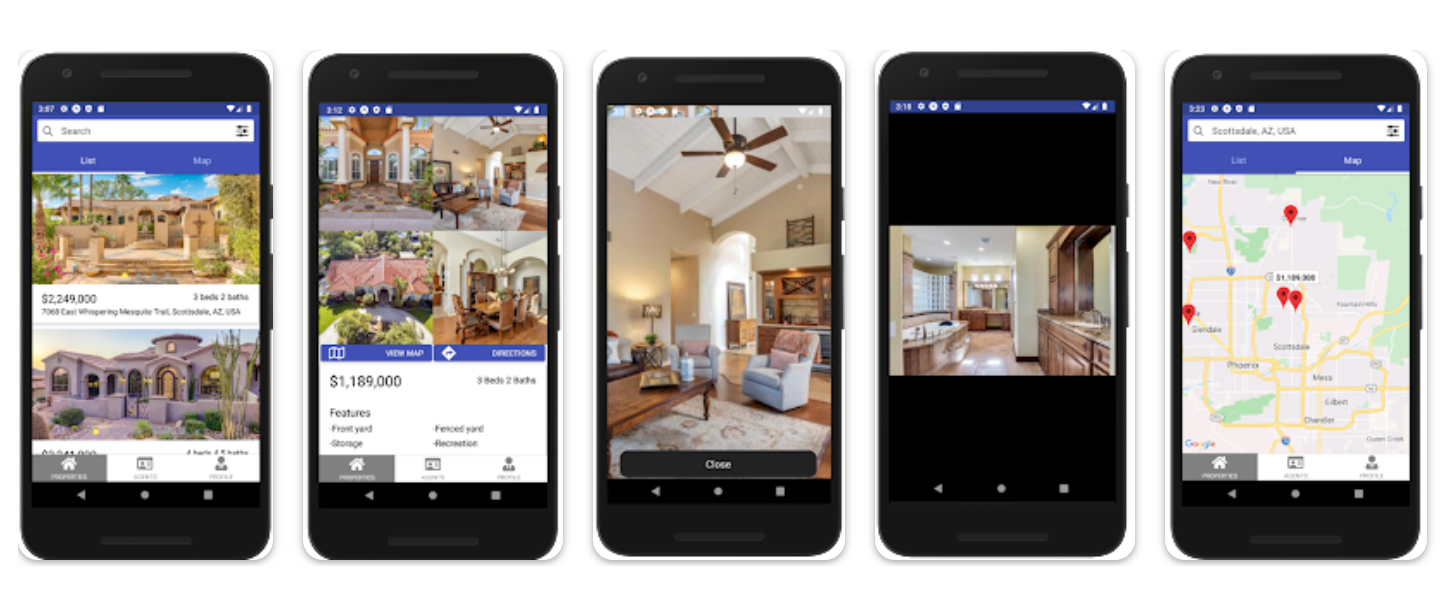 3:07
Search
List
Map
$2,249,000
3 beds 2 baths
7068 East Whispering Mesquite Trail, Scottsdale, AZ, USA
4 beds 4.5 baths
PROPERTIES
AGENTS
PROFILE
3:12
VIEW MAP
DIRECTIONS
$1,189,000
3 Beds 2 Baths
Features
-Front yard
-Fenced yard
-Storage
-Recreation
PROPERTIES
AGENTS
PROFILE
Close
3:18
3:23
Scottsdale, AZ, USA
List
Map
New River
$1,189,000
Fountain Hills
Glendale
Scottsdale
Phoenix
Mesa
Gilbert
Chandler
Queen Creek
Google
PROPERTIES
AGENTS
PROFILE